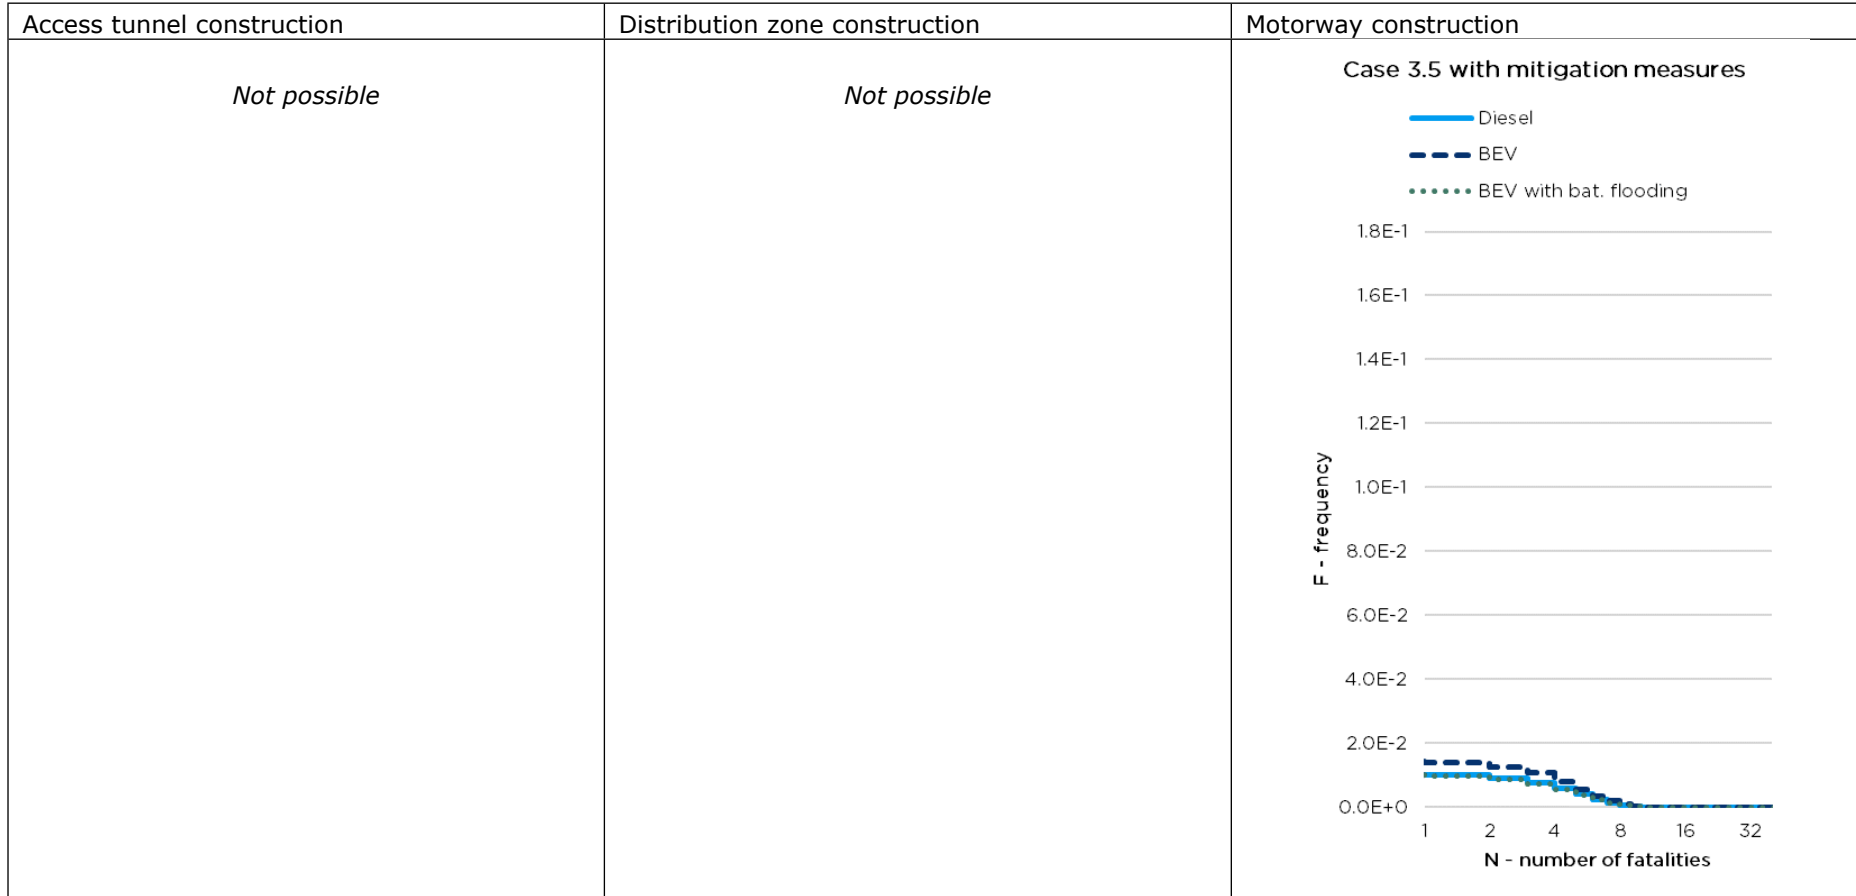 Access tunnel construction
Distribution zone construction
Motorway construction
Not possible
Not possible
Case 3.5 with mitigation measures
Diesel
BEV
BEV with bat. flooding
F - frequency
1.8E-1
1.6E-1
1.4E-1
1.2E-1
1.0E-1
8.0E-2
6.0E-2
4.0E-2
2.0E-2
0.0E+0
1 2 4 8 16 32
N - number of fatalities